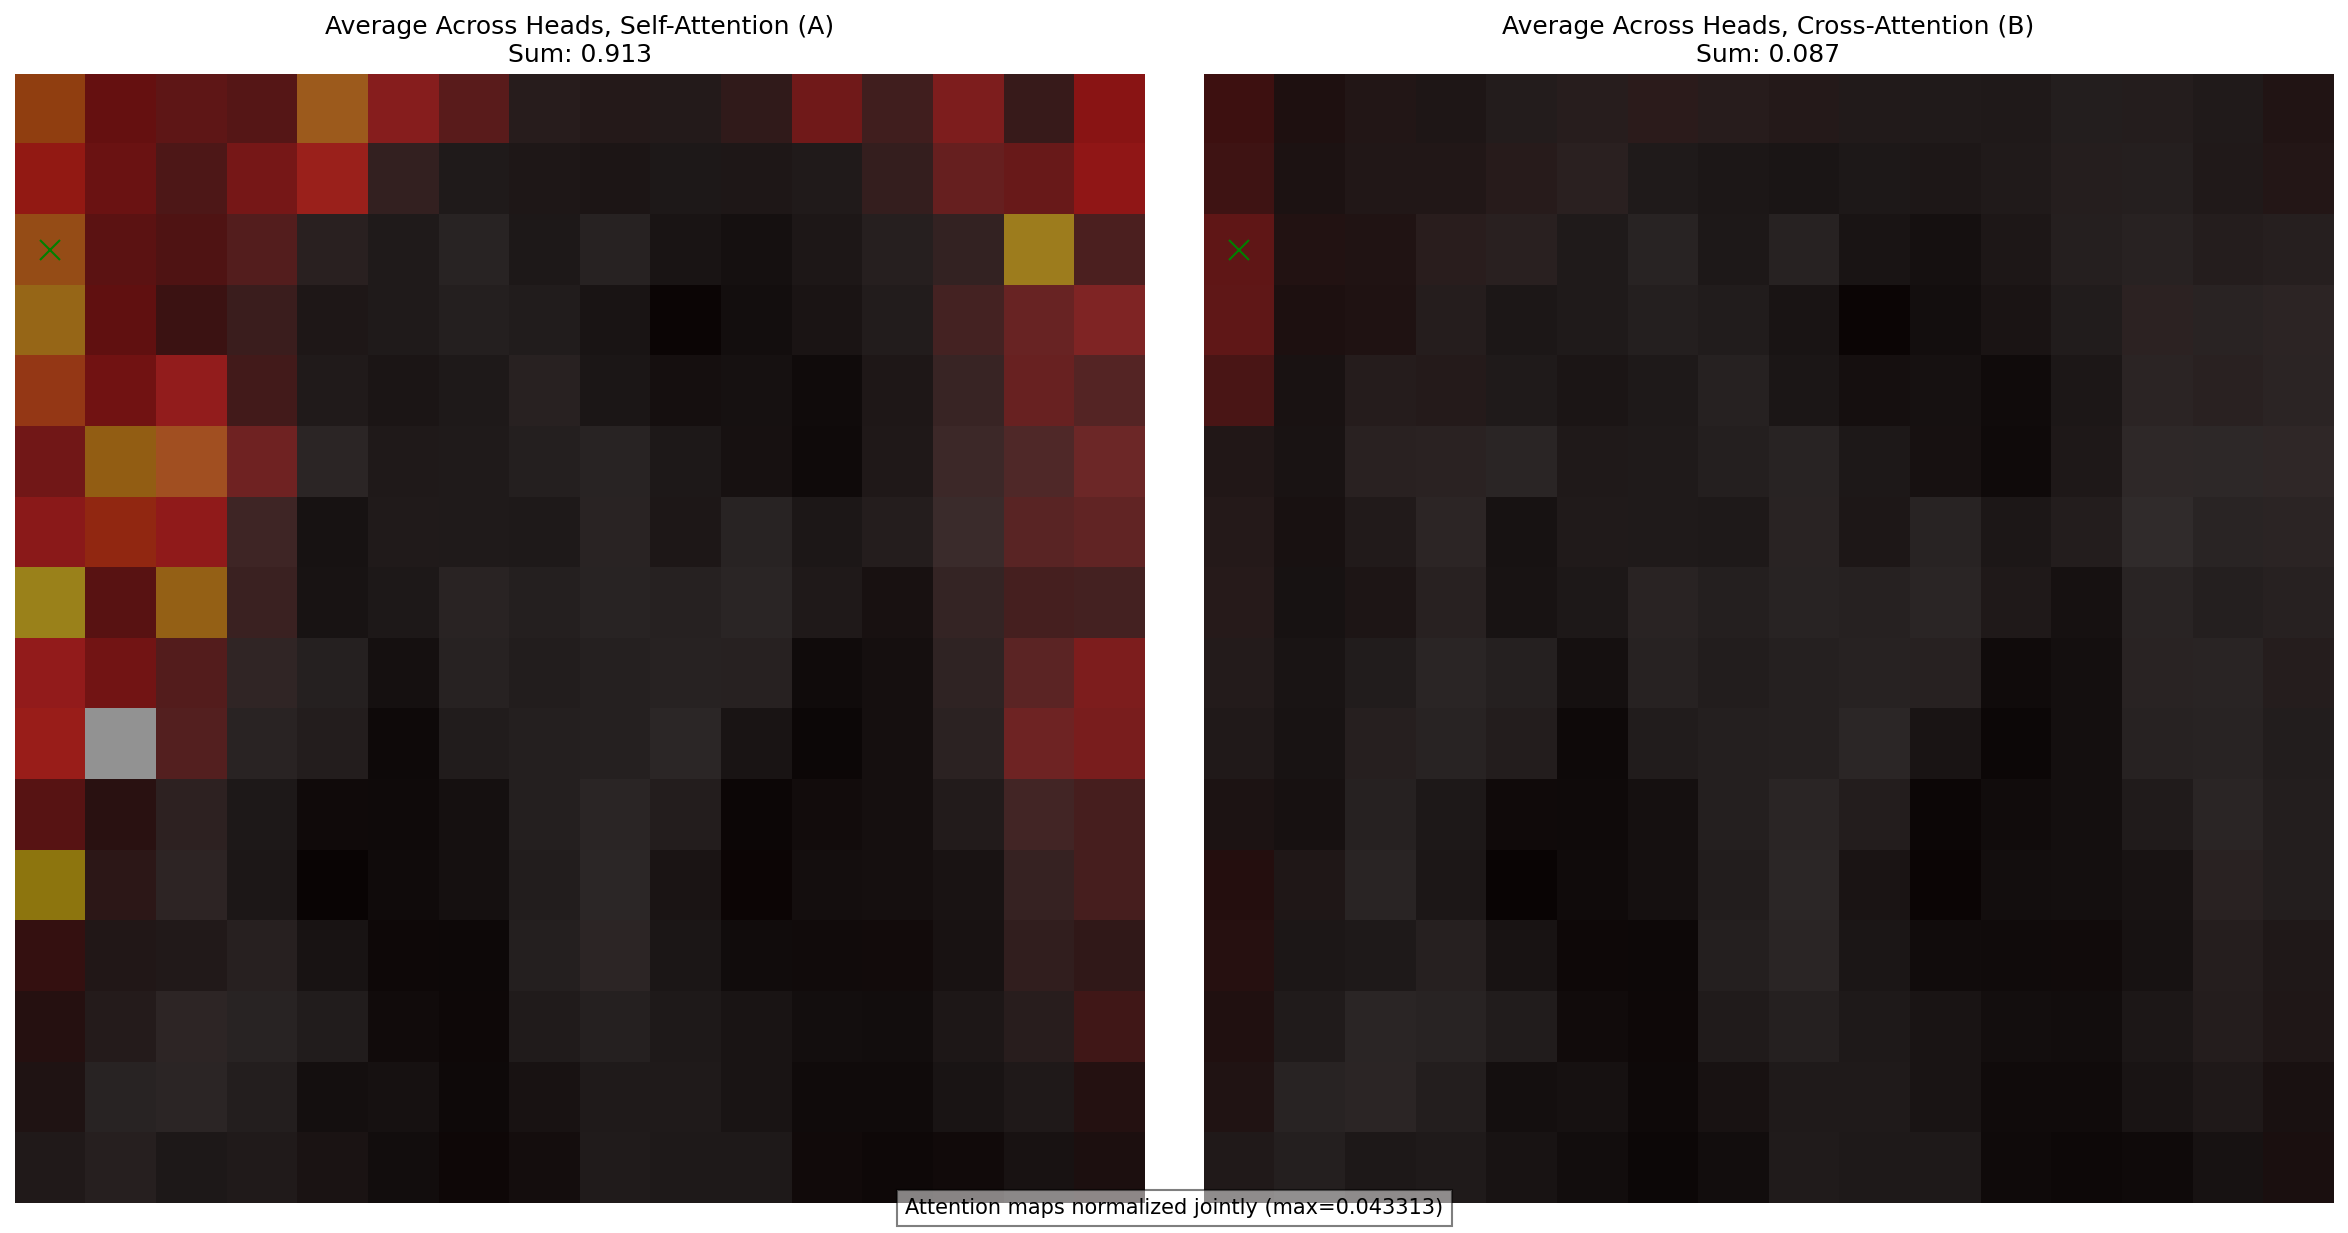 Average Across Heads, Self-Attention (A)
Sum: 0.913
Average Across Heads, Cross-Attention (B)
Sum: 0.087
Attention maps normalized jointly (max=0.043313)